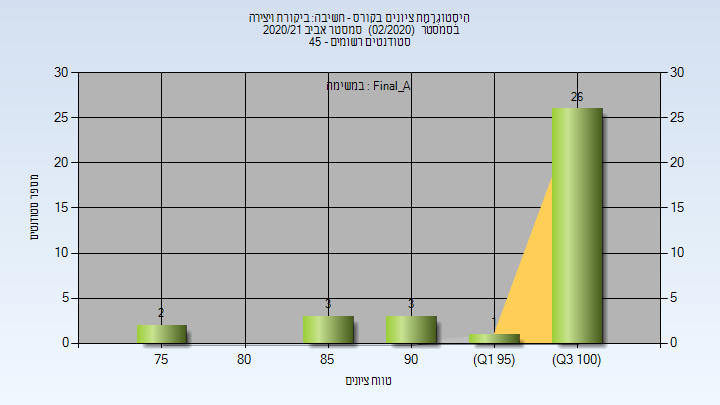 היסטוגרמת ציונים בקורס - חשיבה: ביקורת ויצירה
בסמסטר (02/2020) סמסטר אביב 2020/21
סטודנטים רשומים - 45
במשימה : Final_A
מספר סטודנטים
30 30
25 25
20 20
15 15
10 10
5 5
0 0
2 3 3 1 26
75 80 85 90 (Q1 95) (Q3 100)
טווח ציונים